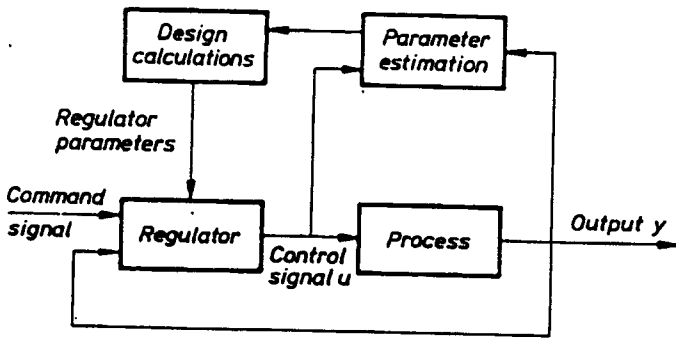 Design
calculations
Parameter
estimation
Regulator
parameters
Command
signal
Regulator
Control
signal u
Process
Output y